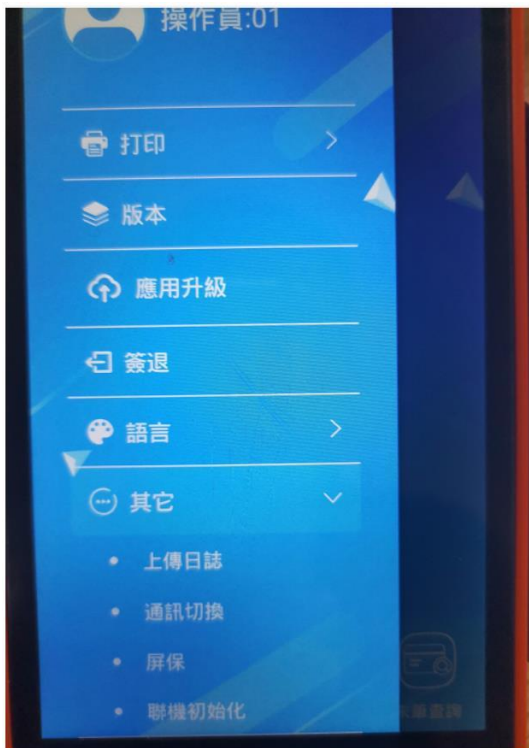 操作員:01
打印
版本
應用升級
簽退
語言
其它
上傳日誌
通訊切換
屏保
聯機初始化